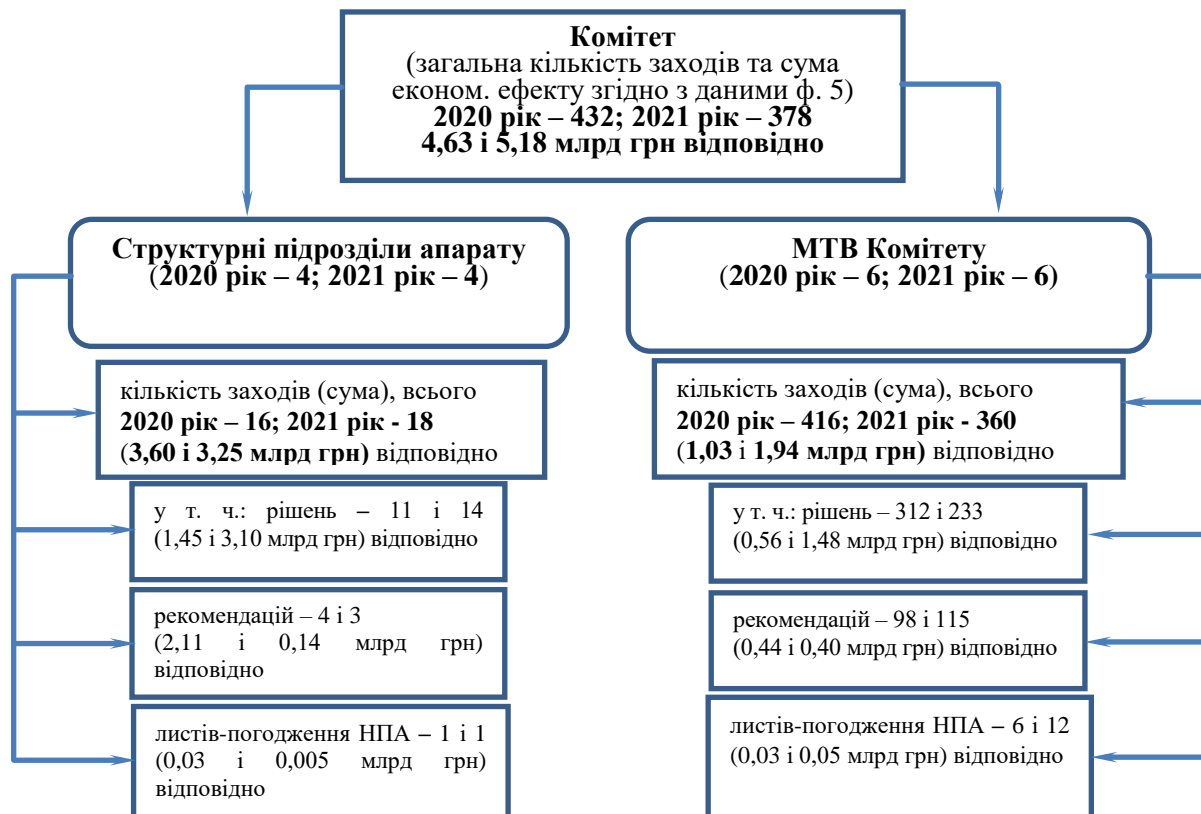 Комітет
(загальна кількість заходів та сума
економ. ефекту згідно з даними ф. 5)
2020 рік – 432; 2021 рік – 378
4,63 і 5,18 млрд грн відповідно
Структурні підрозділи апарату
(2020 рік – 4; 2021 рік – 4)
МТВ Комітету
(2020 рік – 6; 2021 рік – 6)
кількість заходів (сума), всього
2020 рік – 16; 2021 рік - 18
(3,60 і 3,25 млрд грн) відповідно
кількість заходів (сума), всього
2020 рік – 416; 2021 рік - 360
(1,03 і 1,94 млрд грн) відповідно
у т. ч.: рішень – 11 і 14
(1,45 і 3,10 млрд грн) відповідно
у т. ч.: рішень – 312 і 233
(0,56 і 1,48 млрд грн) відповідно
рекомендацій – 4 і 3
(2,11 і 0,14 млрд грн)
відповідно
рекомендацій – 98 і 115
(0,44 і 0,40 млрд грн) відповідно
листів-погодження НПА – 1 і 1
(0,03 і 0,005 млрд грн)
відповідно
листів-погодження НПА – 6 і 12
(0,03 і 0,05 млрд грн) відповідно